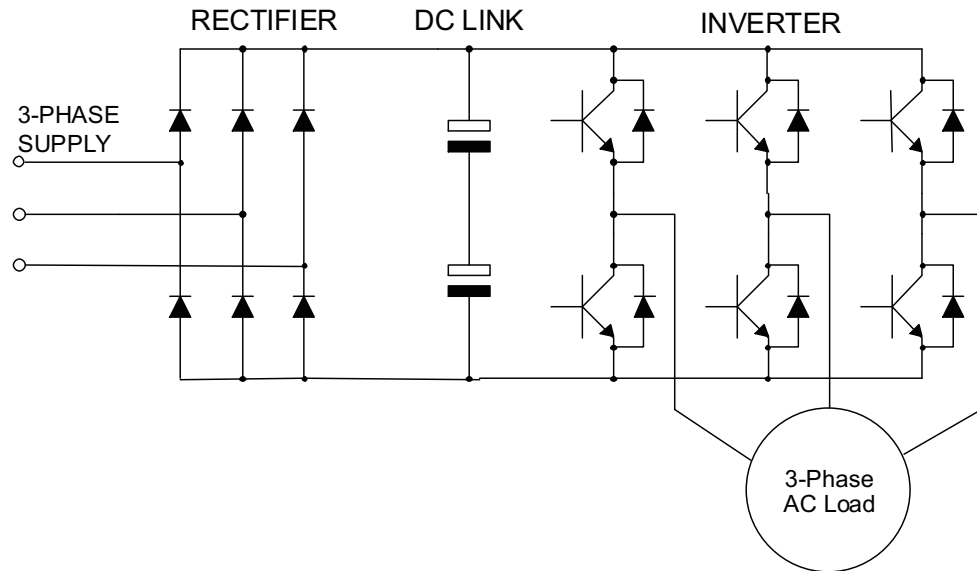 RECTIFIER
DC LINK
INVERTER
3-PHASE
SUPPLY
3-Phase
AC Load